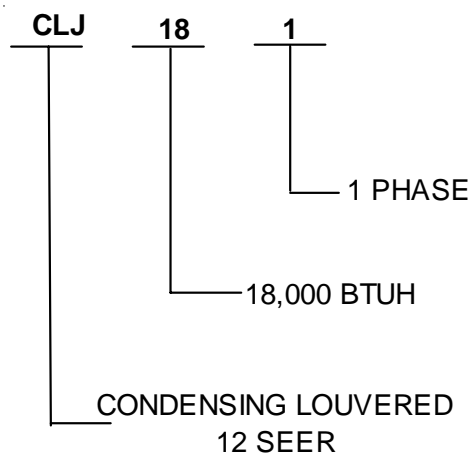 CLJ 18 1
1 PHASE
18,000 BTUH
CONDENSING LOUVERED
12 SEER